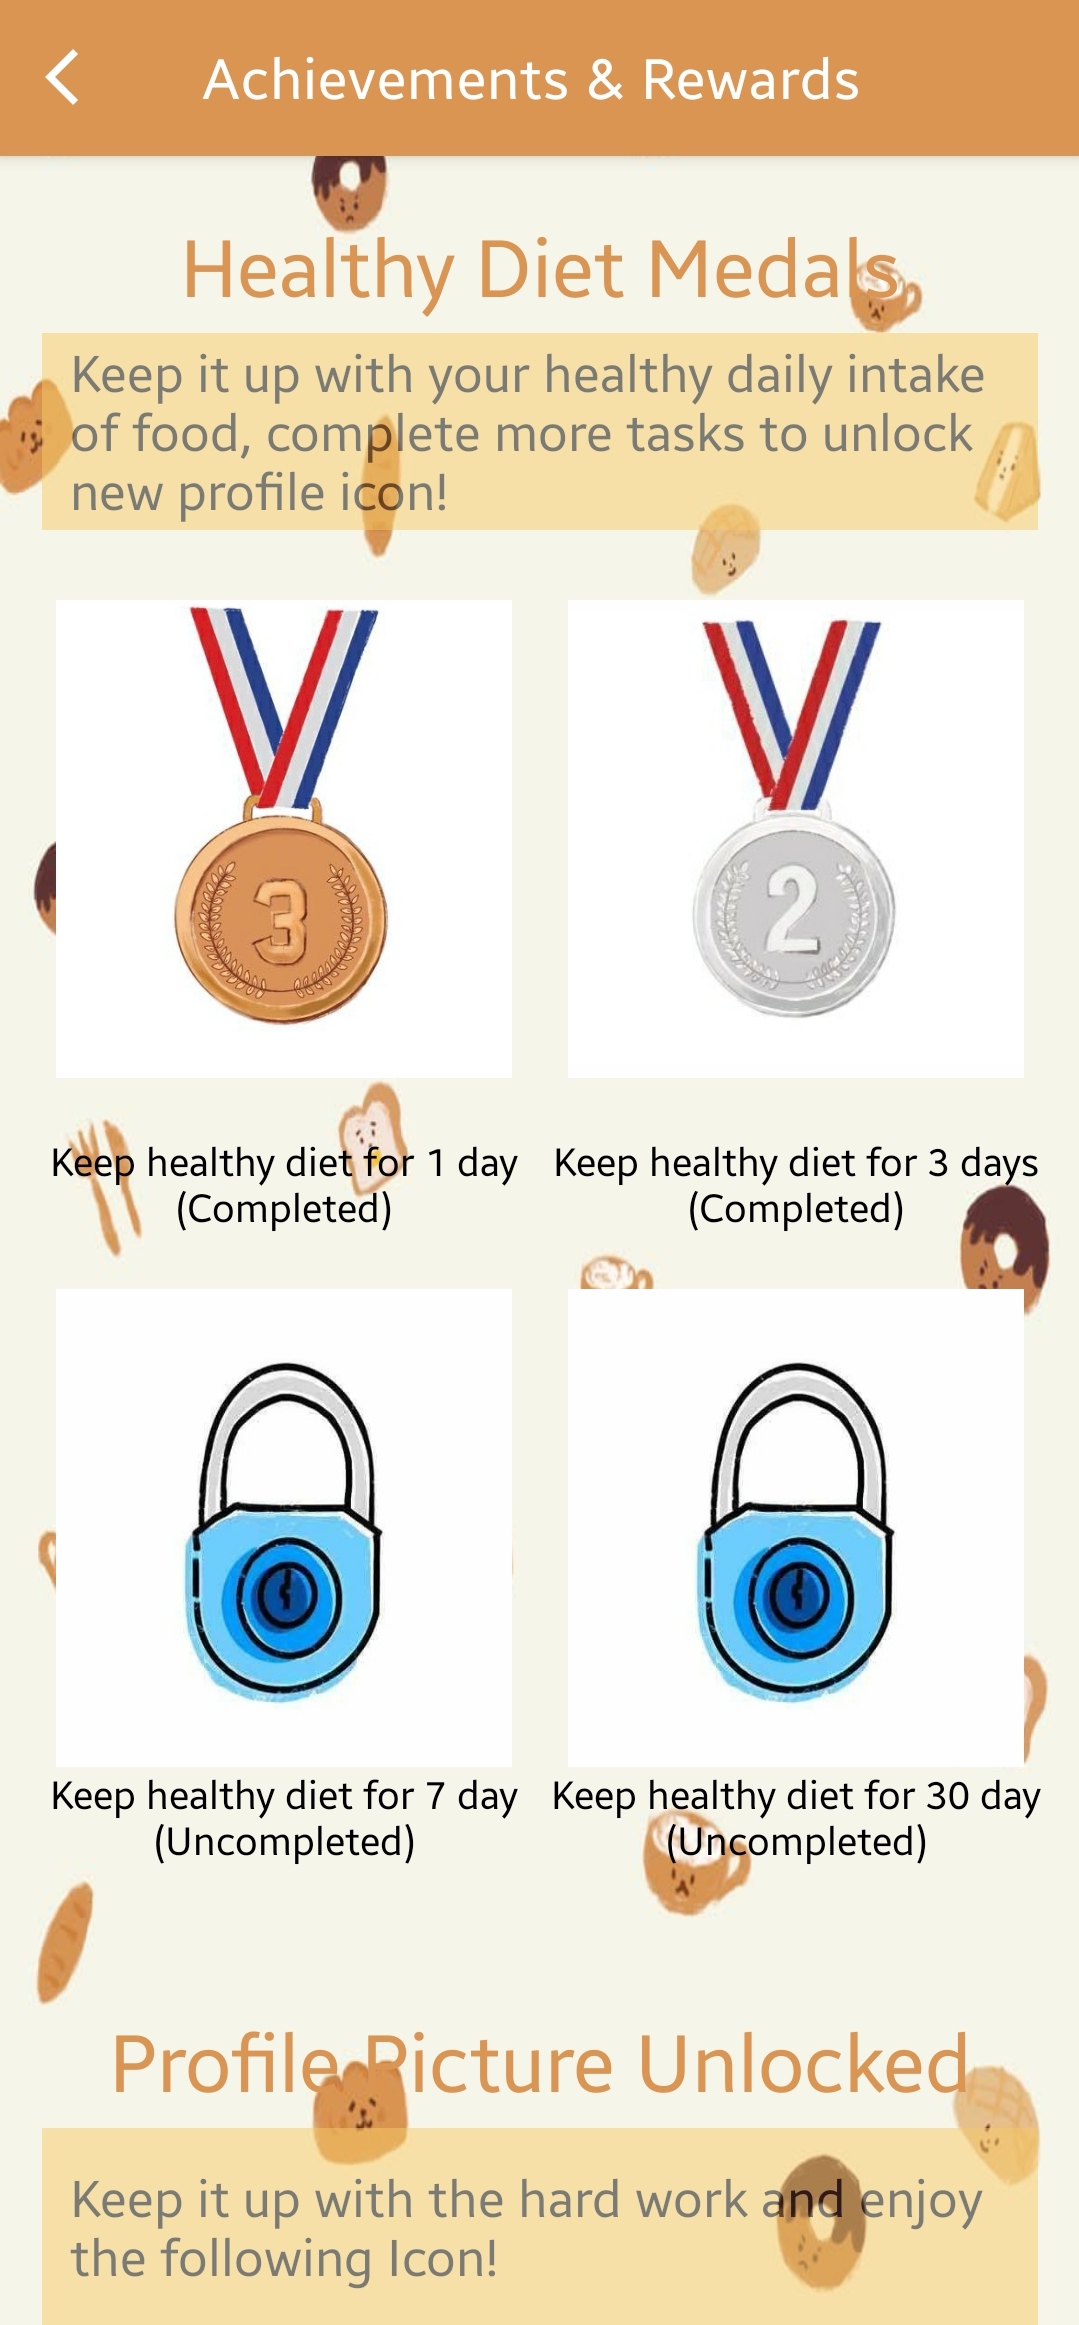 Achievements & Rewards
Healthy Diet Medals
Keep it up with your healthy daily intake
of food, complete more tasks to unlock
new profile icon!
3
2
Keep healthy diet for 1 day
(Completed)
Keep healthy diet for 3 days
(Completed)
Keep healthy diet for 7 day
(Uncompleted)
Keep healthy diet for 30 day
(Uncompleted)
Profile Picture Unlocked
Keep it up with the hard work and enjoy
the following Icon!